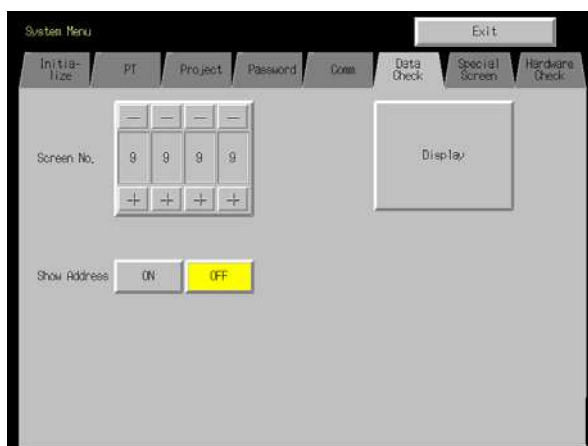 System Menu
Exit
Initia-
lize
PT
Project
Password
Comm
Data
Check
Special
Screen
Hardware
Check
— — — —
Screen No.
9 9 9 9
Display
+ + + +
Show Address
ON
OFF